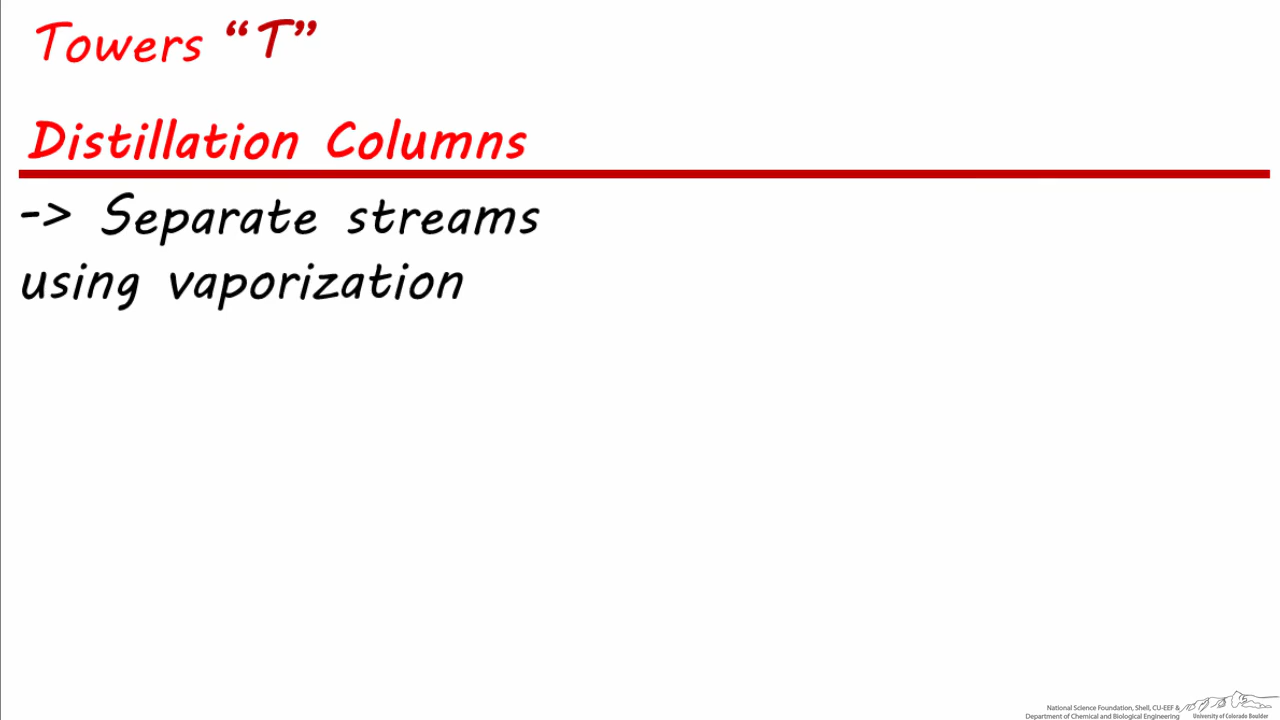 Towers “T”
Distillation Columns
-> Separate streams
using vaporization
National Science Foundation, Shell, CU-EEF &
Department of Chemical and Biological Engineering
University of Colorado Boulder